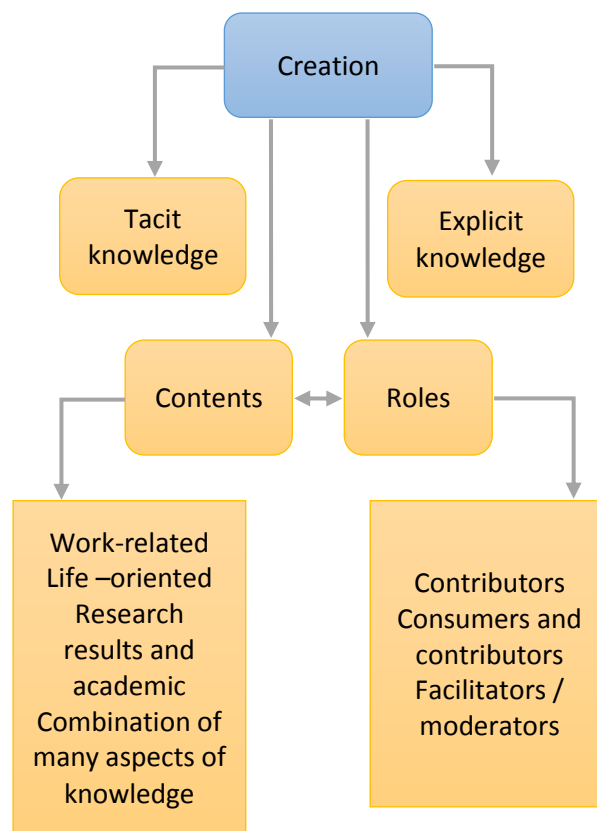 Creation
Tacit
knowledge
Explicit
knowledge
Contents
Roles
Work-related
Life –oriented
Research
results and
academic
Combination of
many aspects of
knowledge
Contributors
Consumers and
contributors
Facilitators /
moderators